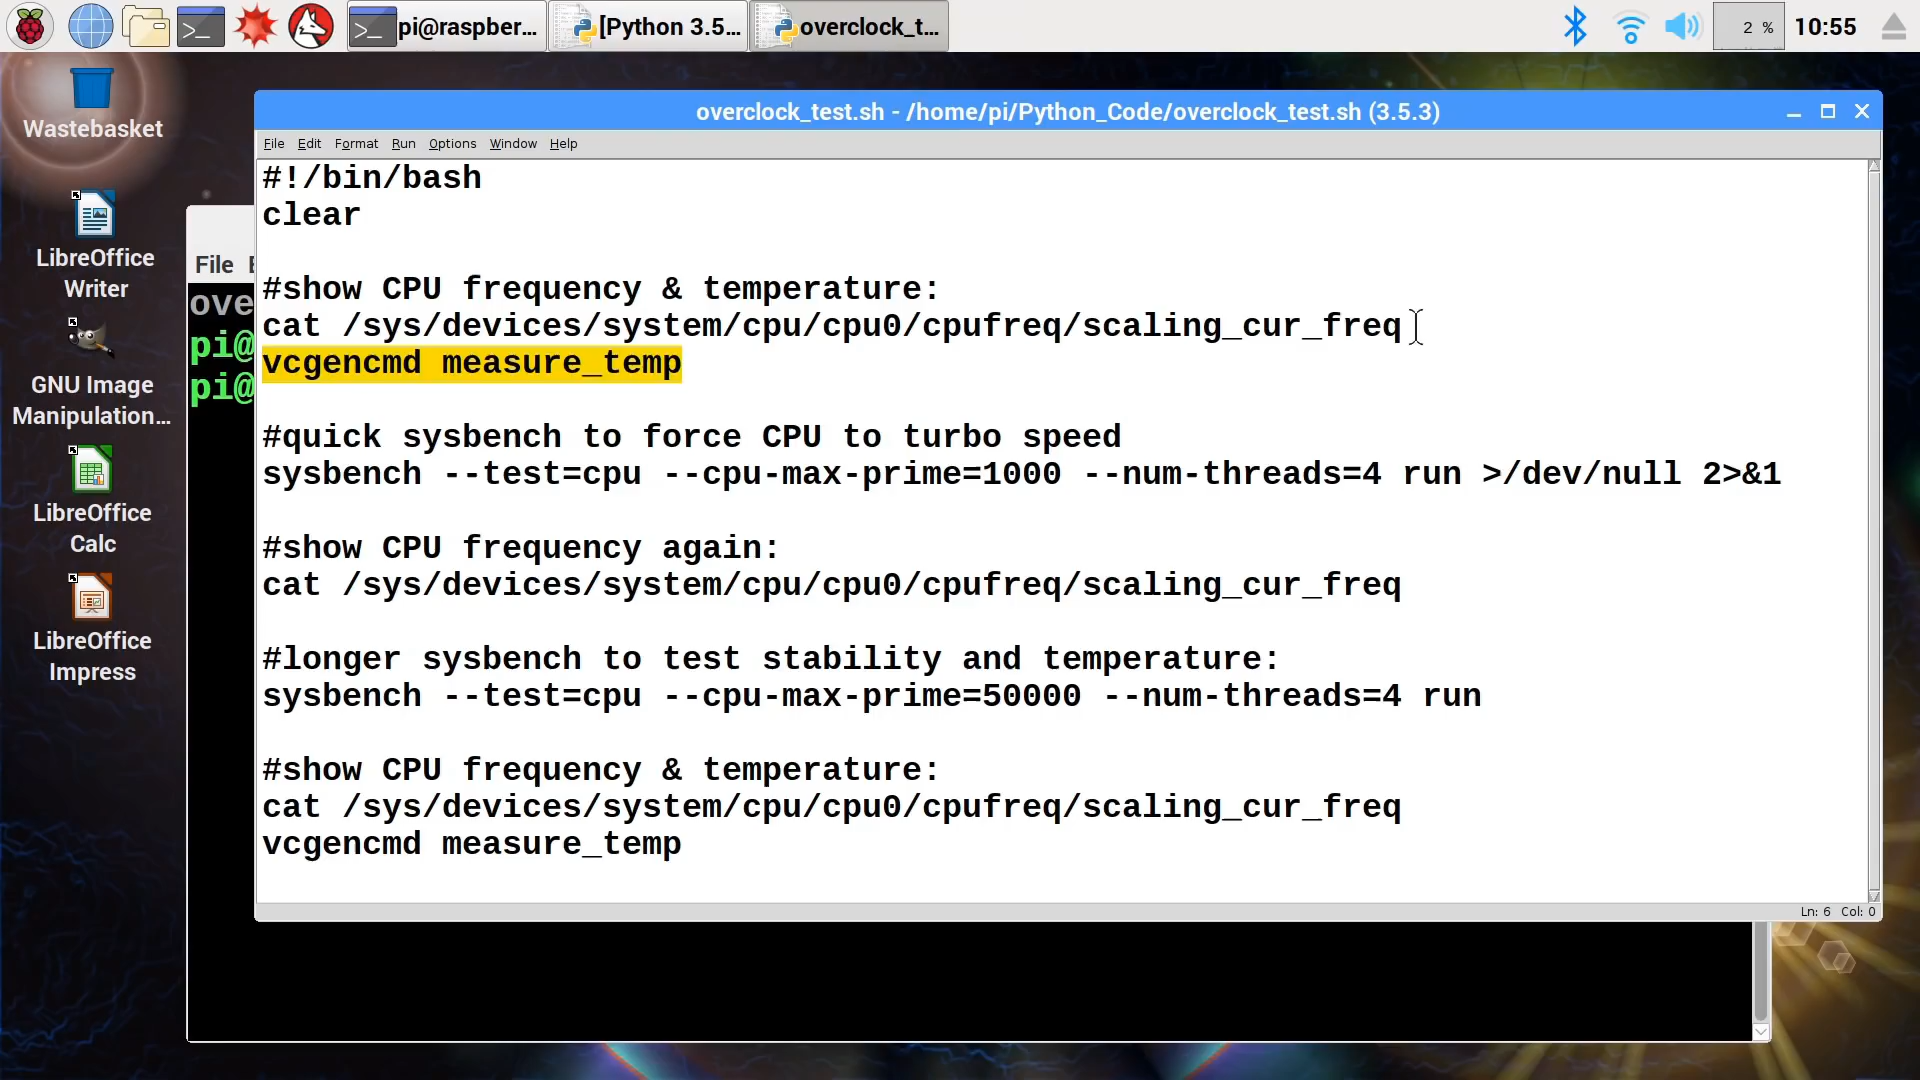 pi@raspber...
[Python 3.5...
overclock_t...
2 %
10:55
Wastebasket
LibreOffice
Writer
GNU Image
Manipulation...
LibreOffice
Calc
LibreOffice
Impress
File E
ove
pi@
pi@
overclock_test.sh - /home/pi/Python_Code/overclock_test.sh (3.5.3)
File Edit Format Run Options Window Help
#!/bin/bash
clear
#show CPU frequency & temperature:
cat /sys/devices/system/cpu/cpu0/cpufreq/scaling_cur_freq
vcgencmd measure_temp
#quick sysbench to force CPU to turbo speed
sysbench --test=cpu --cpu-max-prime=1000 --num-threads=4 run >/dev/null 2>&1
#show CPU frequency again:
cat /sys/devices/system/cpu/cpu0/cpufreq/scaling_cur_freq
#longer sysbench to test stability and temperature:
sysbench --test=cpu --cpu-max-prime=50000 --num-threads=4 run
#show CPU frequency & temperature:
cat /sys/devices/system/cpu/cpu0/cpufreq/scaling_cur_freq
vcgencmd measure_temp
Ln: 6 Col: 0